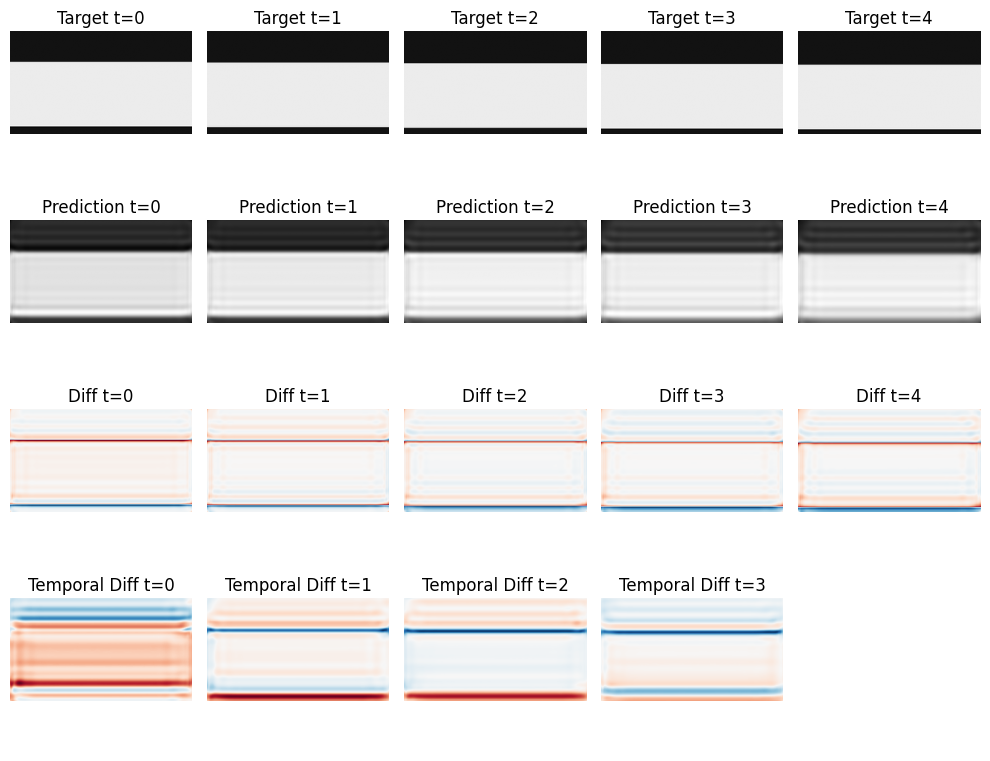 Target t=0 Target t=1 Target t=2 Target t=3 Target t=4
Prediction t=0 Prediction t=1 Prediction t=2 Prediction t=3 Prediction t=4
Diff t=0 Diff t=1 Diff t=2 Diff t=3 Diff t=4
Temporal Diff t=0 Temporal Diff t=1 Temporal Diff t=2 Temporal Diff t=3